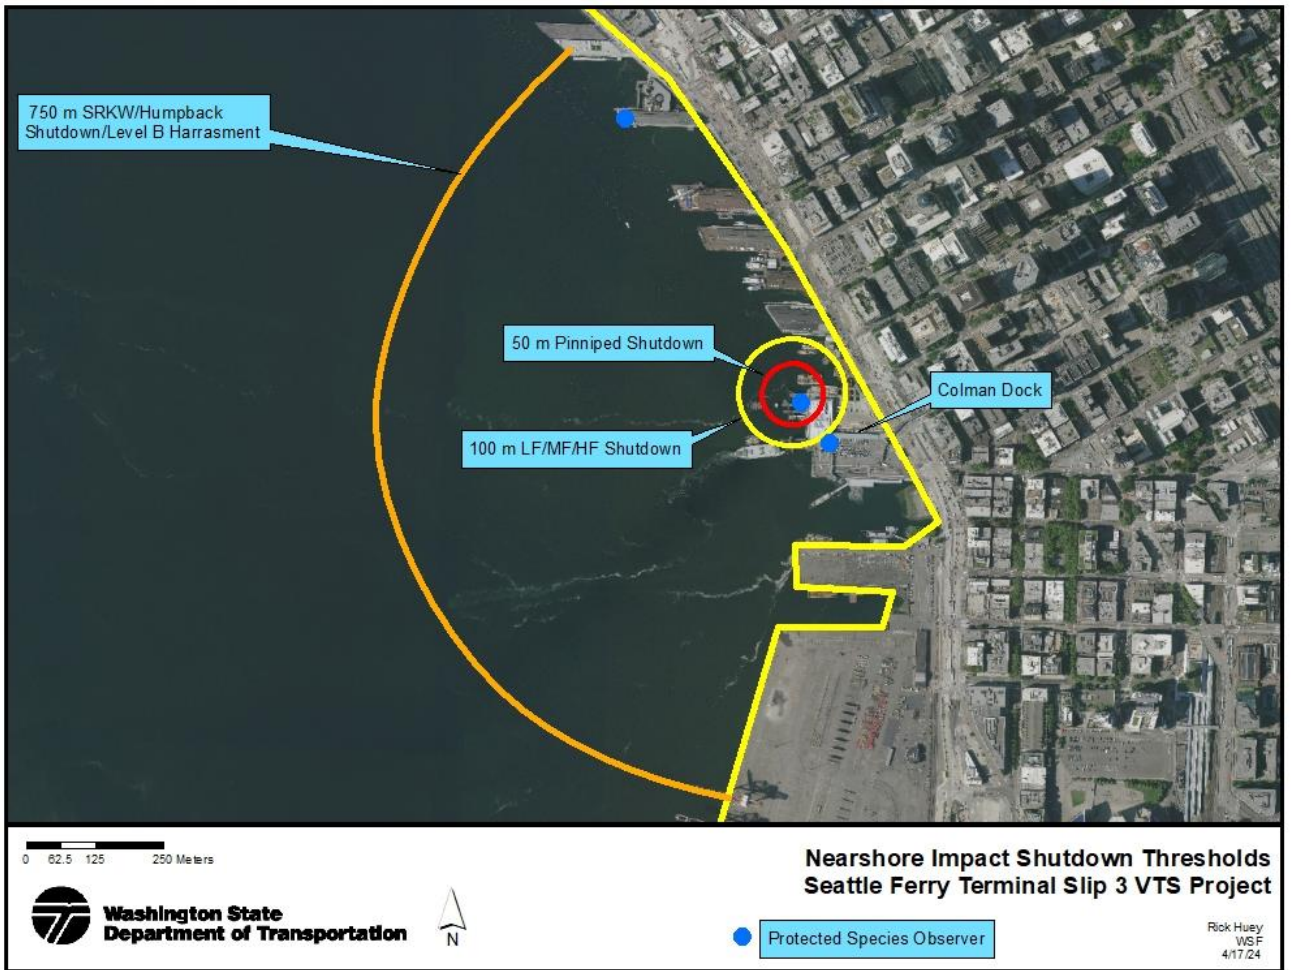 750 m SRKW/Humpback
Shutdown/Level B Harrasment
50 m Pinniped Shutdown
Colman Dock
100 m LF/MF/HF Shutdown
0 62.5 125 250 Meters
Nearshore Impact Shutdown Thresholds
Seattle Ferry Terminal Slip 3 VTS Project
Washington State
Department of Transportation
N
Protected Species Observer
Rick Huey
WSF
4/17/24